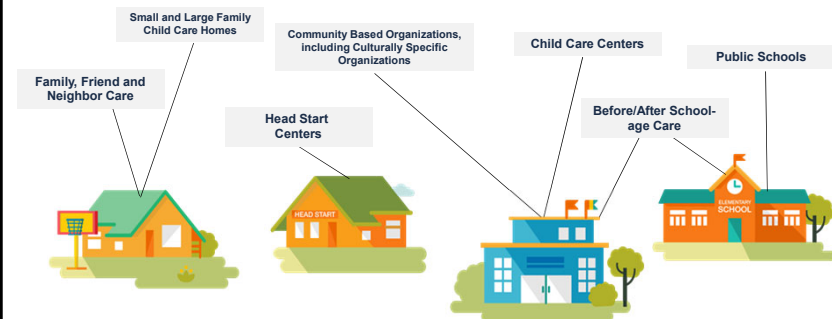 Small and Large Family
Child Care Homes
Community Based Organizations,
including Culturally Specific
Organizations
Child Care Centers
Public Schools
Family, Friend and
Neighbor Care
Head Start
Centers
Before/After School-
age Care
HEAD START
ELEMENTARY
SCHOOL